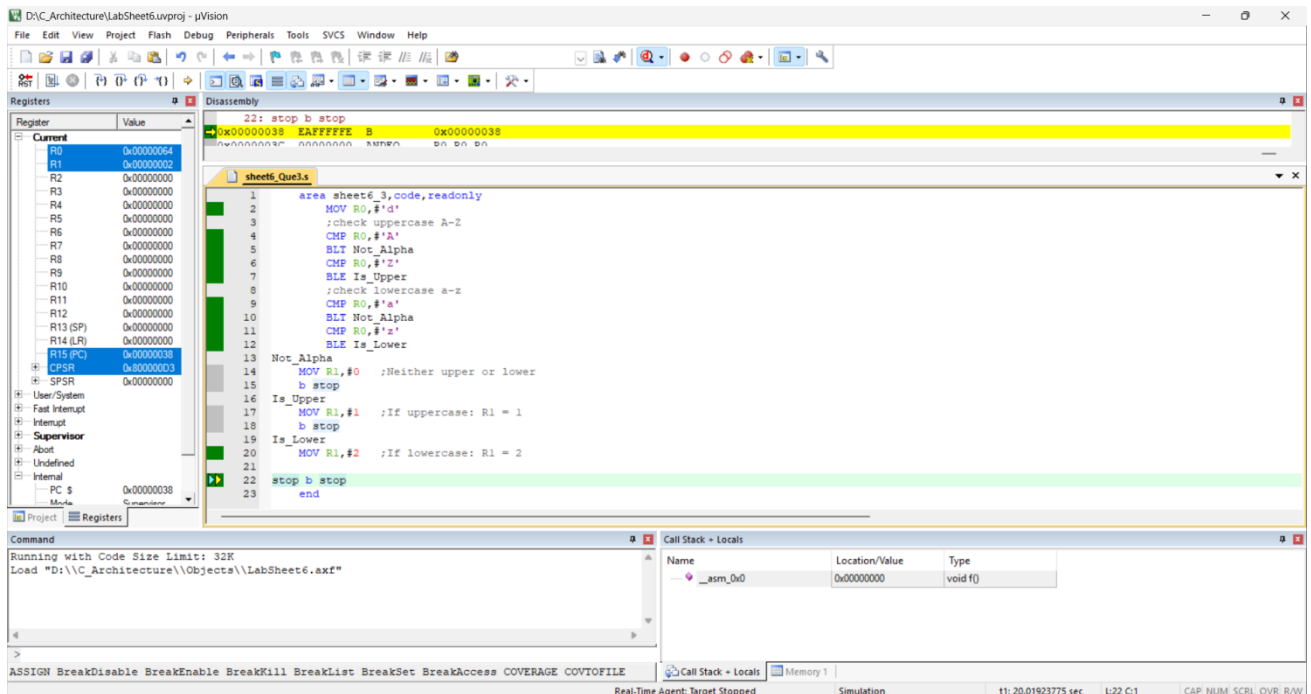 D:\C_Architecture\LabSheet6.uvproj - µVision
File Edit View Project Flash Debug Peripherals Tools SVCS Window Help
RST
Registers
Register Value
Current
R0 0x00000064
R1 0x00000002
R2 0x00000000
R3 0x00000000
R4 0x00000000
R5 0x00000000
R6 0x00000000
R7 0x00000000
R8 0x00000000
R9 0x00000000
R10 0x00000000
R11 0x00000000
R12 0x00000000
R13 (SP) 0x00000000
R14 (LR) 0x00000000
R15 (PC) 0x00000038
CPSR 0x800000D3
SPSR 0x00000000
User/System
Fast Interrupt
Interrupt
Supervisor
Abort
Undefined
Internal
PC $ 0x00000038
Mode Supervisor
Project Registers
Disassembly
22: stop b stop
0x00000038 EAFFFFFE B 0x00000038
0x0000003C 00000000 ANDEQ R0,R0,R0
sheet6_Que3.s
1 area sheet6_3,code,readonly
2 MOV R0,#'d'
3 ;check uppercase A-Z
4 CMP R0,#'A'
5 BLT Not_Alpha
6 CMP R0,#'Z'
7 BLE Is_Upper
8 ;check lowercase a-z
9 CMP R0,#'a'
10 BLT Not_Alpha
11 CMP R0,#'z'
12 BLE Is_Lower
13 Not_Alpha
14 MOV R1,#0 ;Neither upper or lower
15 b stop
16 Is_Upper
17 MOV R1,#1 ;If uppercase: R1 = 1
18 b stop
19 Is_Lower
20 MOV R1,#2 ;If lowercase: R1 = 2
21
22 stop b stop
23 end
Command
Running with Code Size Limit: 32K
Load "D:\\C_Architecture\\Objects\\LabSheet6.axf"
>
ASSIGN BreakDisable BreakEnable BreakKill BreakList BreakSet BreakAccess COVERAGE COVTOFILE
Call Stack + Locals
Name Location/Value Type
__asm_0x0 0x00000000 void f()
Call Stack + Locals Memory 1
Real-Time Agent: Target Stopped Simulation t1: 20.01923775 sec L:22 C:1 CAP NUM SCRL OVR R/W